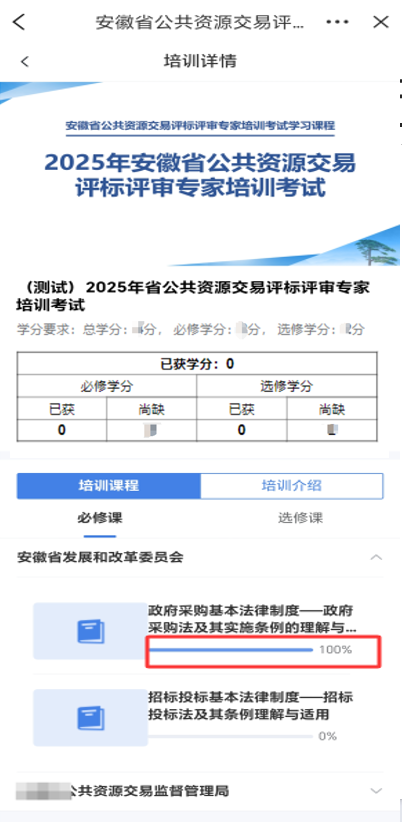 安徽省公共资源交易评...
培训详情
安徽省公共资源交易评标评审专家培训考试学习课程
2025年安徽省公共资源交易
评标评审专家培训考试
（测试）2025年省公共资源交易评标评审专家
培训考试
学分要求：总学分：分，必修学分：分，选修学分：分
已获学分：0
必修学分 选修学分
已获 尚缺 已获 尚缺
0 0
培训课程 培训介绍
必修课 选修课
安徽省发展和改革委员会
政府采购基本法律制度——政府
采购法及其实施条例的理解与...
100%
招标投标基本法律制度——招标
投标法及其条例理解与适用
0%
公共资源交易监督管理局